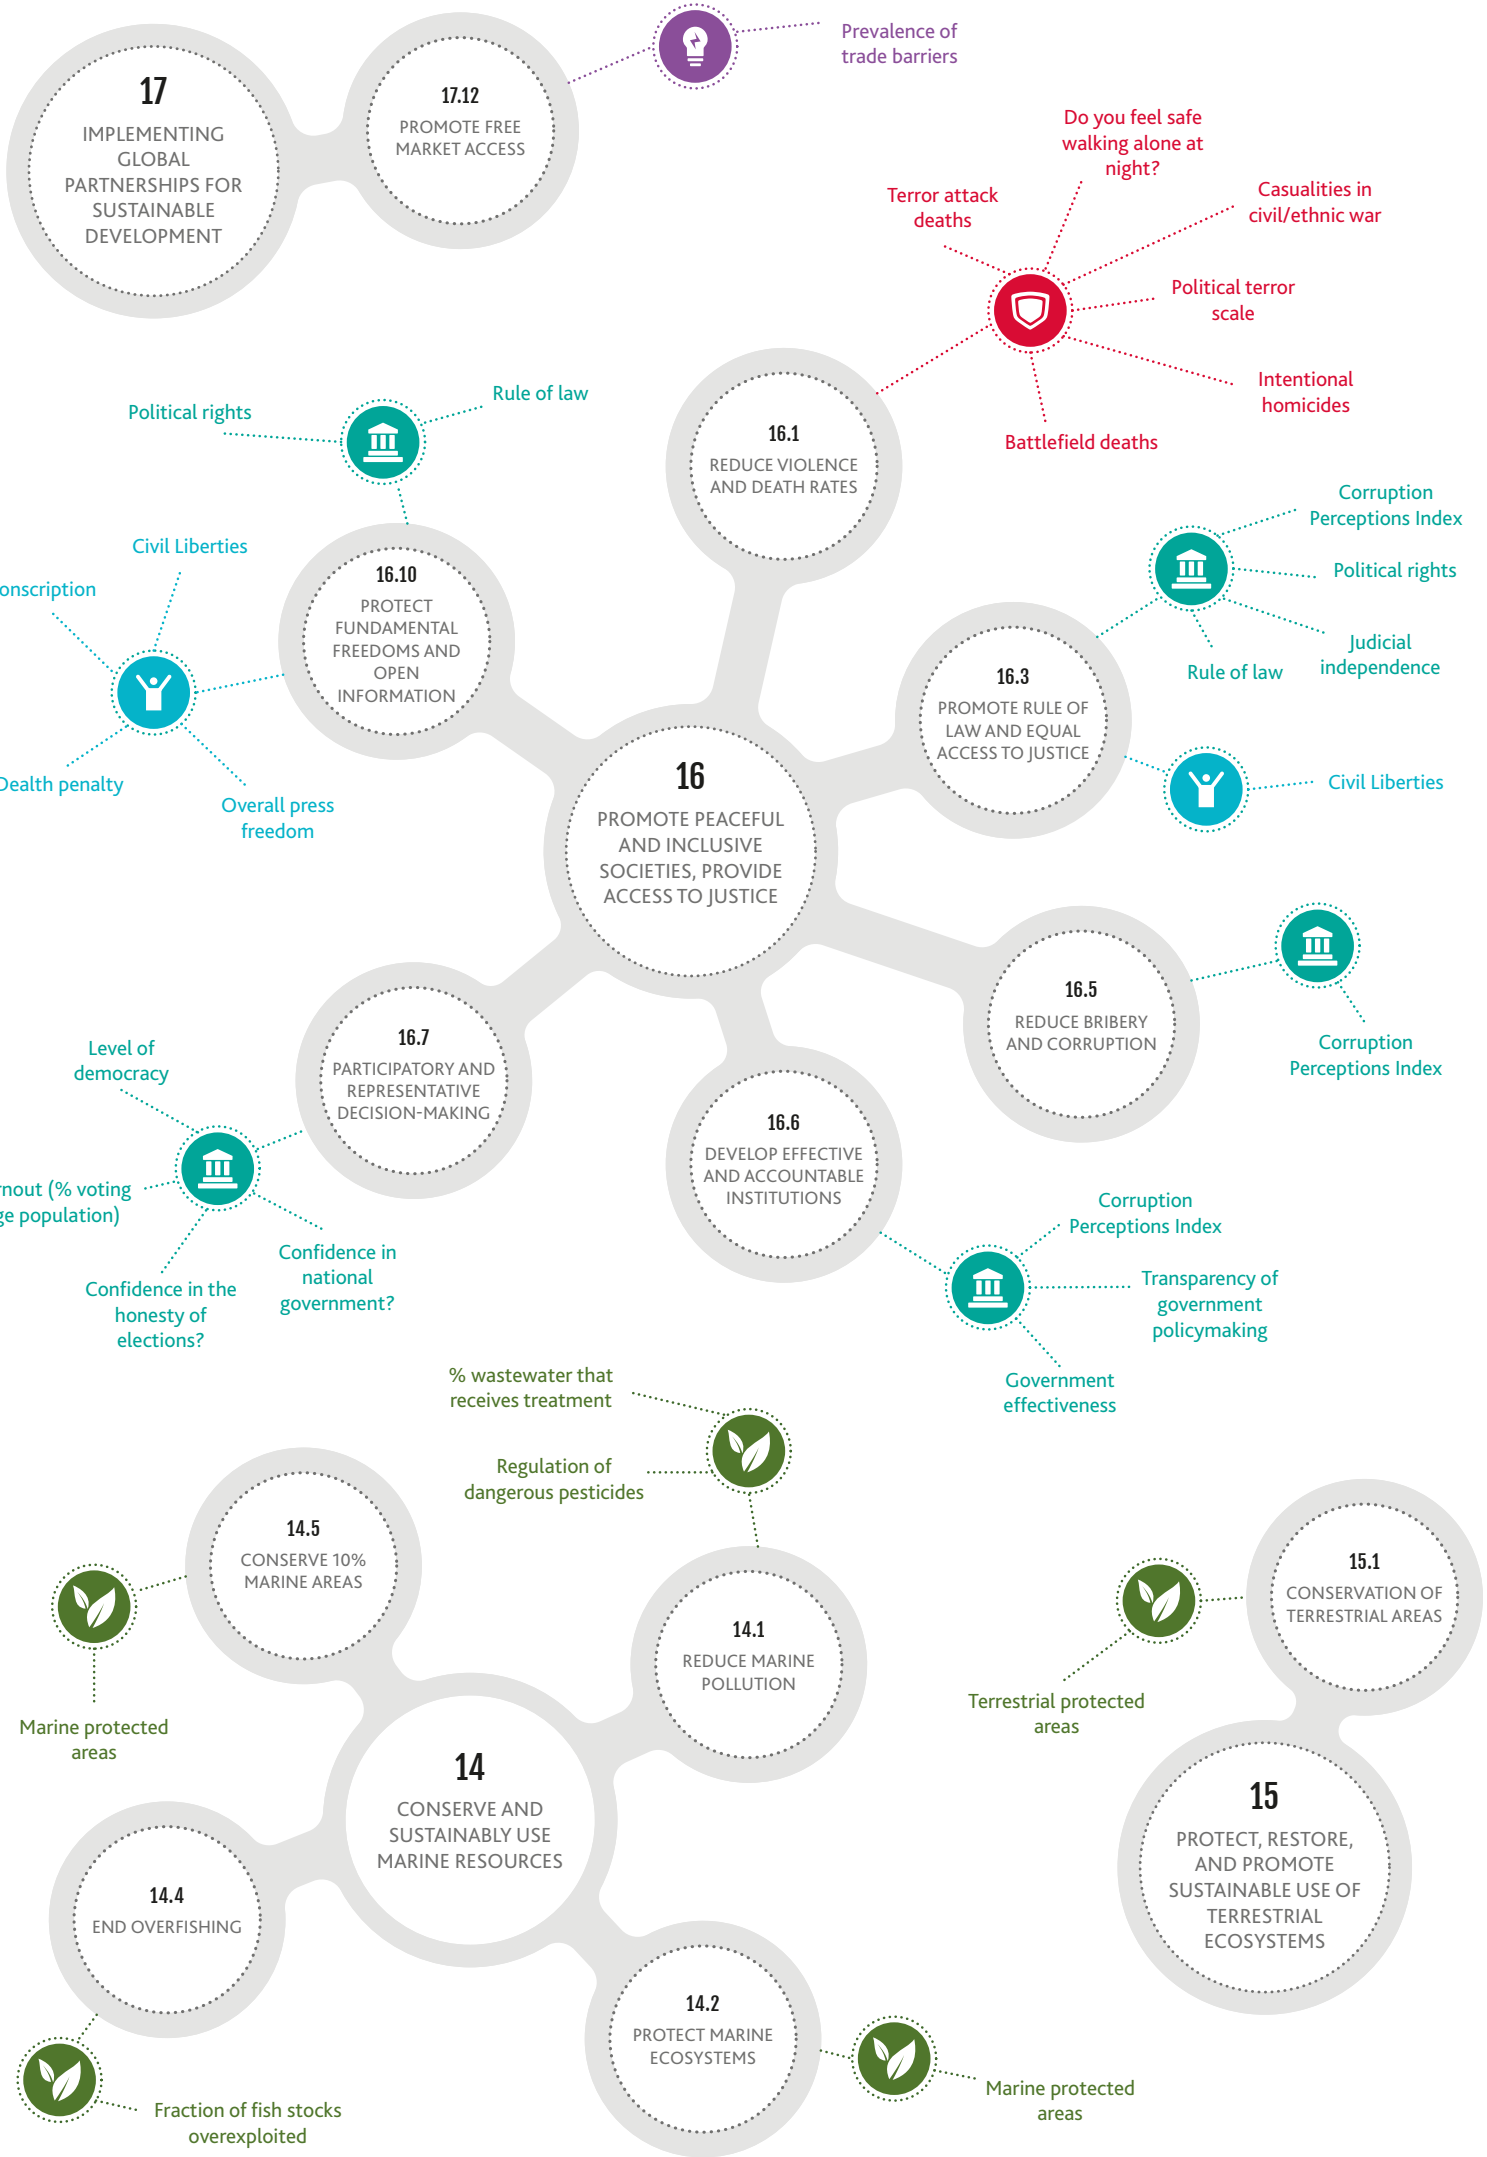 17
IMPLEMENTING
GLOBAL
PARTNERSHIPS FOR
SUSTAINABLE
DEVELOPMENT
17.12
PROMOTE FREE
MARKET ACCESS
Prevalence of
trade barriers
Do you feel safe
walking alone at
night?
Terror attack
deaths
Casualities in
civil/ethnic war
Political terror
scale
Intentional
homicides
Battlefield deaths
16.1
REDUCE VIOLENCE
AND DEATH RATES
Political rights
Rule of law
16.10
PROTECT
FUNDAMENTAL
FREEDOMS AND
OPEN
INFORMATION
Civil Liberties
onscription
Dealth penalty
Overall press
freedom
Corruption
Perceptions Index
Political rights
Judicial
independence
Rule of law
16.3
PROMOTE RULE OF
LAW AND EQUAL
ACCESS TO JUSTICE
Civil Liberties
16
PROMOTE PEACEFUL
AND INCLUSIVE
SOCIETIES, PROVIDE
ACCESS TO JUSTICE
16.5
REDUCE BRIBERY
AND CORRUPTION
Corruption
Perceptions Index
16.7
PARTICIPATORY AND
REPRESENTATIVE
DECISION-MAKING
Level of
democracy
rnout (% voting
ge population)
Confidence in the
honesty of
elections?
Confidence in
national
government?
16.6
DEVELOP EFFECTIVE
AND ACCOUNTABLE
INSTITUTIONS
Corruption
Perceptions Index
Transparency of
government
policymaking
Government
effectiveness
% wastewater that
receives treatment
Regulation of
dangerous pesticides
14.5
CONSERVE 10%
MARINE AREAS
Marine protected
areas
14.1
REDUCE MARINE
POLLUTION
14
CONSERVE AND
SUSTAINABLY USE
MARINE RESOURCES
14.4
END OVERFISHING
Fraction of fish stocks
overexploited
14.2
PROTECT MARINE
ECOSYSTEMS
Marine protected
areas
15.1
CONSERVATION OF
TERRESTRIAL AREAS
Terrestrial protected
areas
15
PROTECT, RESTORE,
AND PROMOTE
SUSTAINABLE USE OF
TERRESTRIAL
ECOSYSTEMS